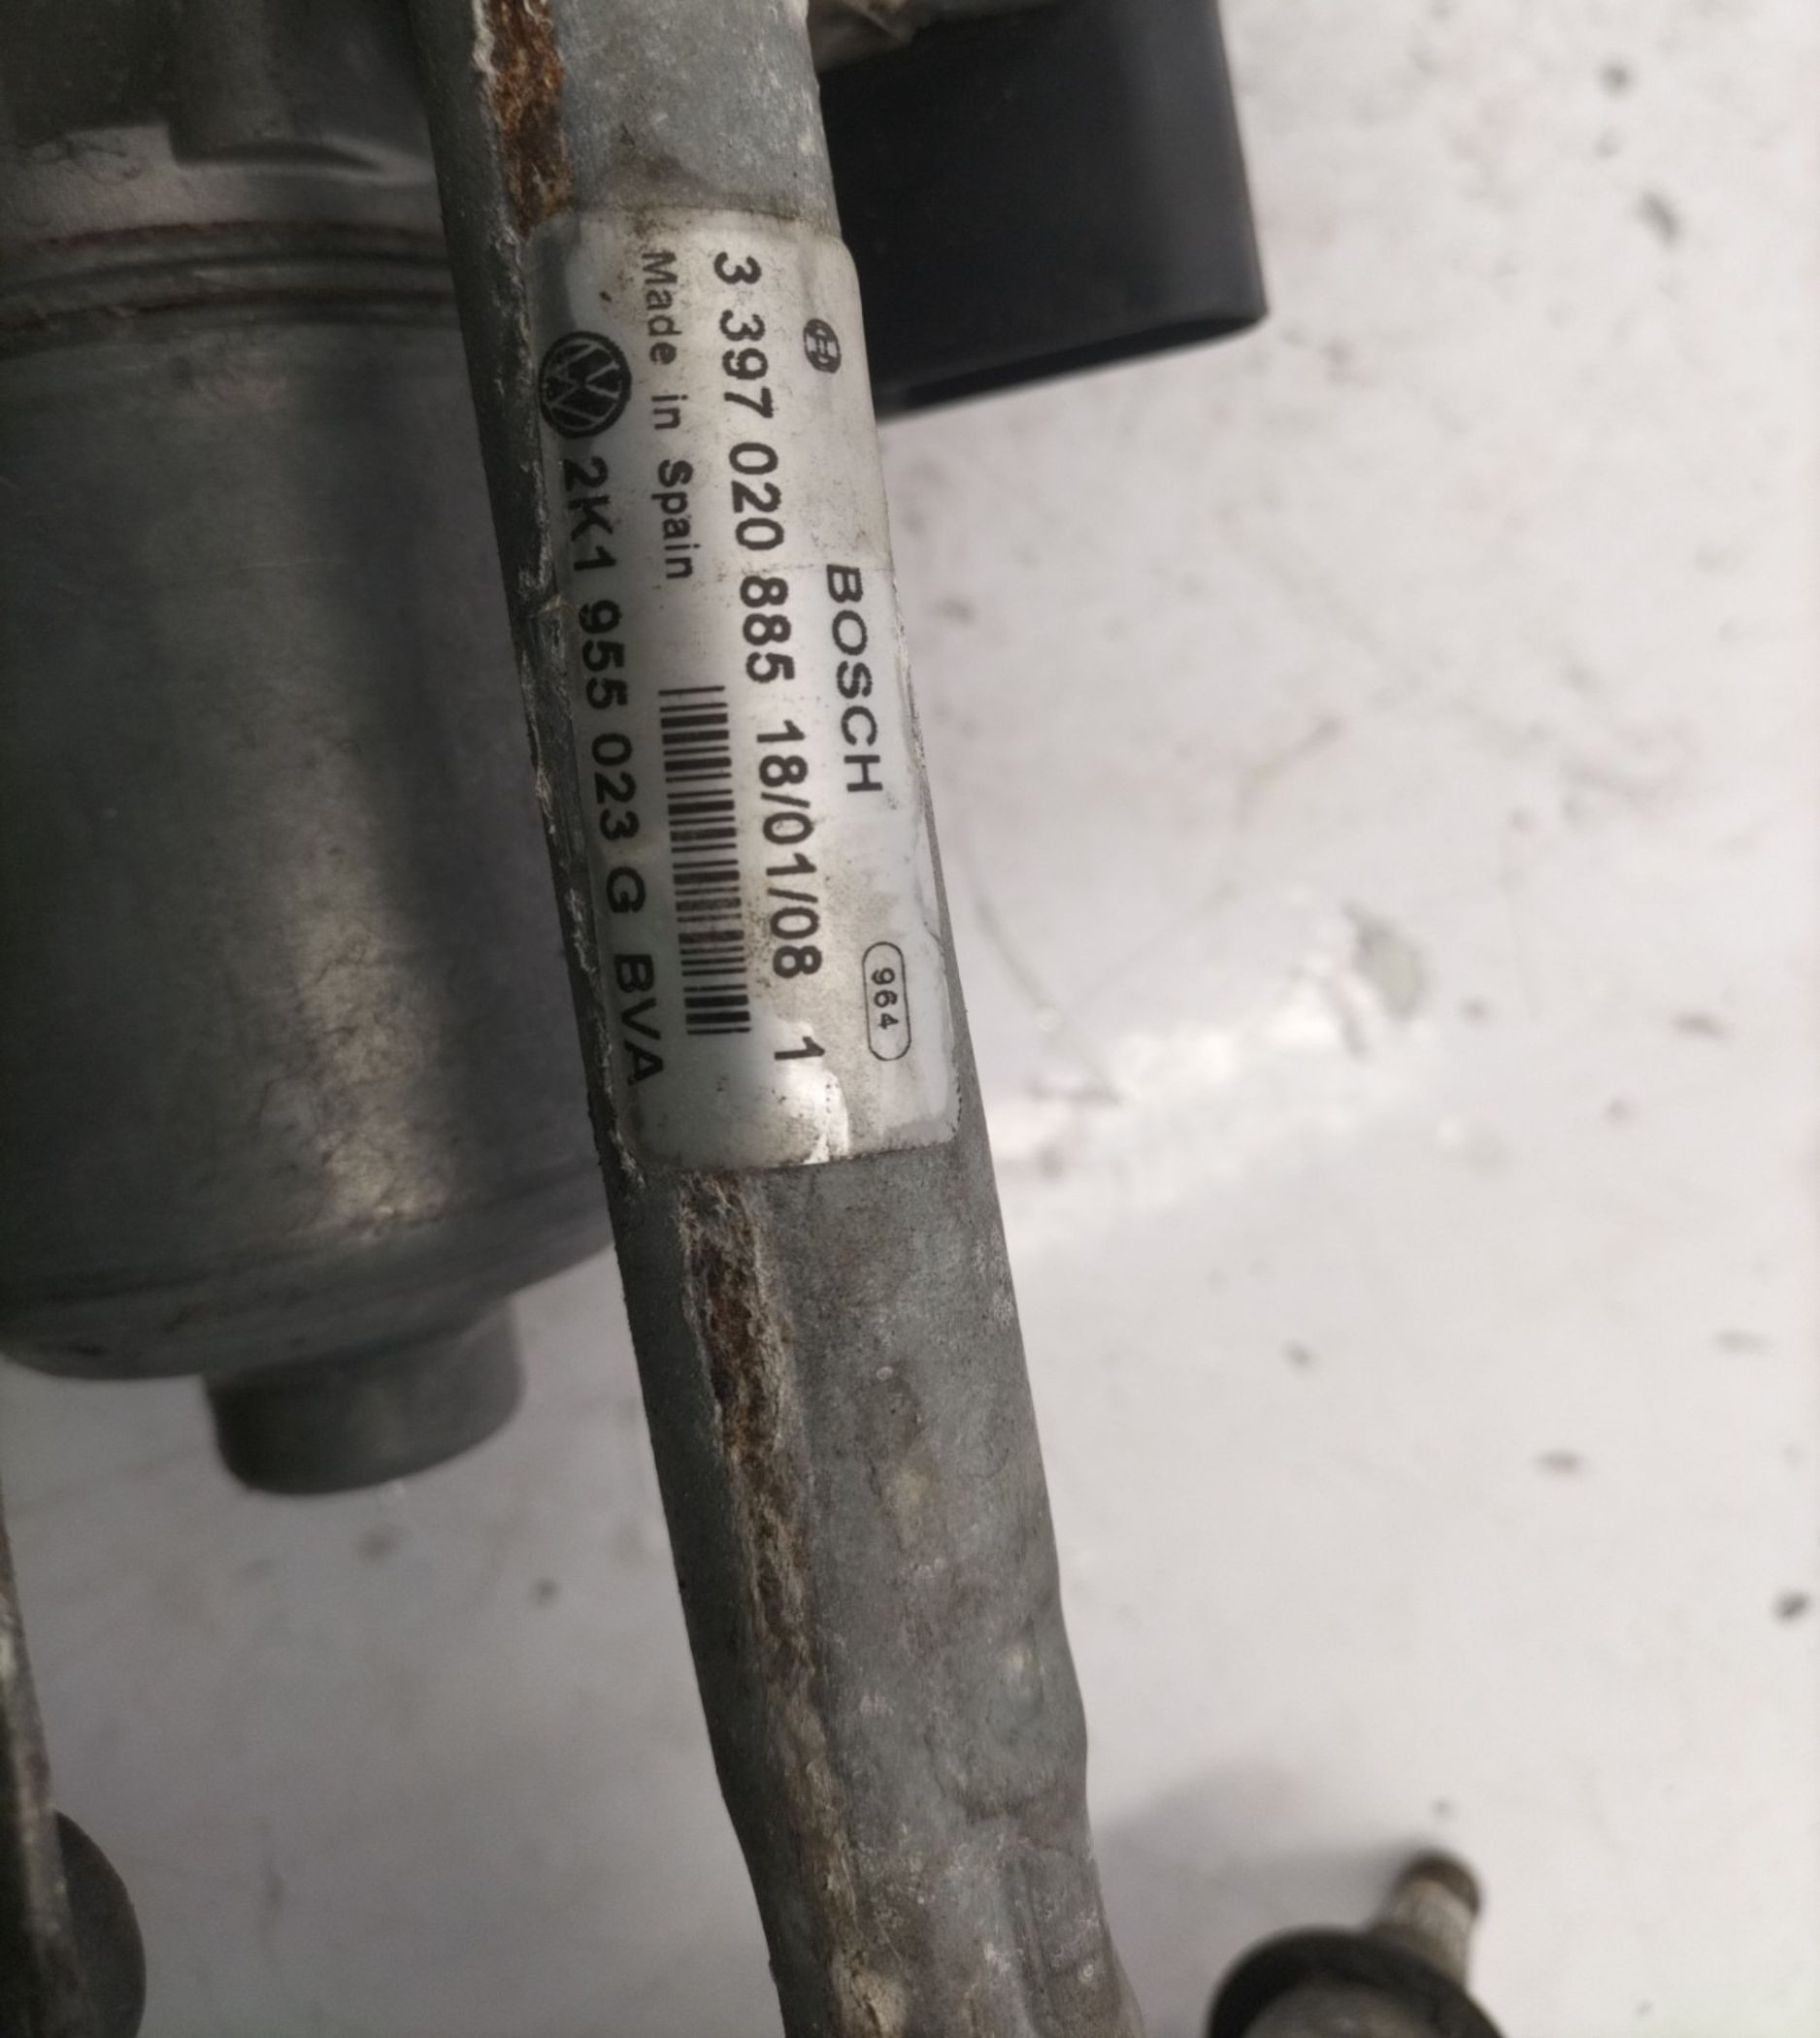 BOSCH
964
3 397 020 885 18/01/08 1
Made in Spain
2K1 955 023 G BVA